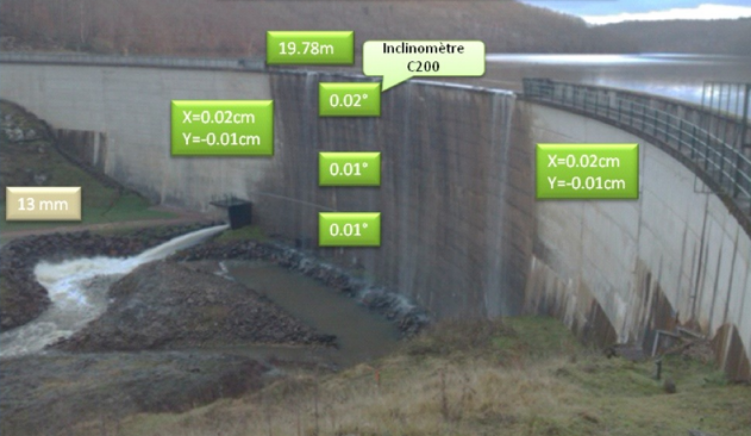 19.78m
Inclinomètre
C200
0.02°
X=0.02cm
Y=-0.01cm
0.01°
X=0.02cm
Y=-0.01cm
13 mm
0.01°